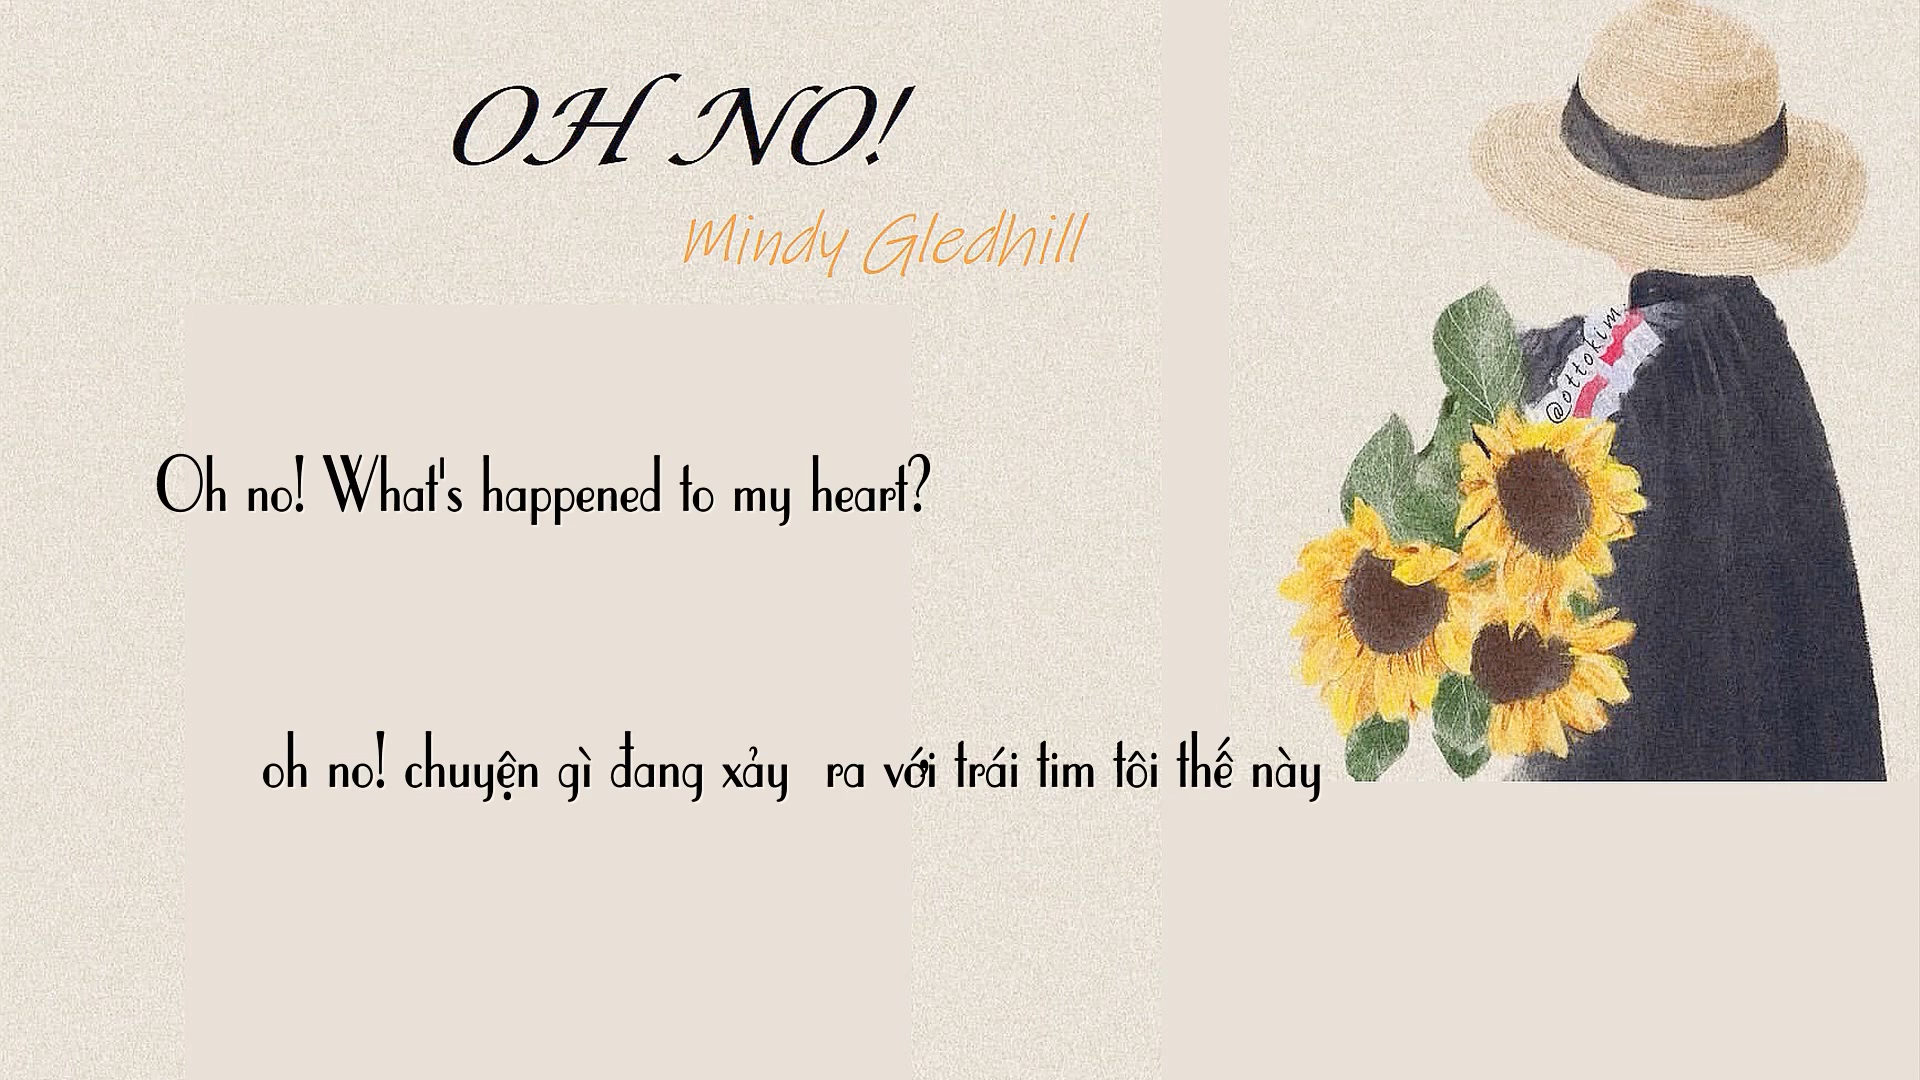 OH NO!
Mindy Gledhill
@ottokim.
Oh no! What's happened to my heart?
oh no! chuyện gì đang xảy ra với trái tim tôi thế này